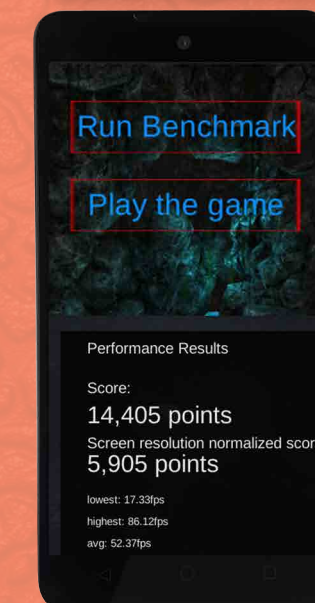 Run Benchmark
Play the game
Performance Results
Score:
14,405 points
Screen resolution normalized scor
5,905 points
lowest: 17.33fps
highest: 86.12fps
avg: 52.37fps